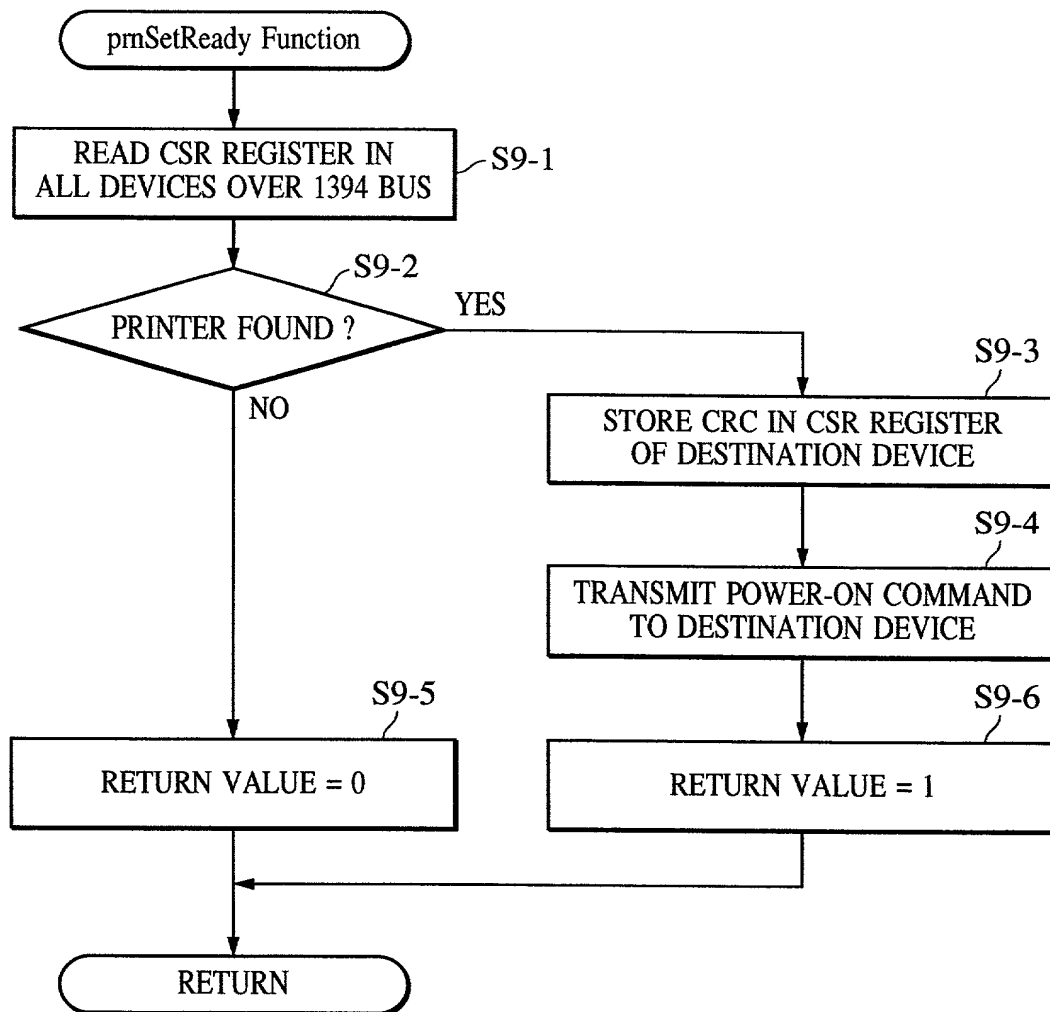 prnSetReady Function
READ CSR REGISTER IN
ALL DEVICES OVER 1394 BUS
S9-1
S9-2
PRINTER FOUND ?
YES
NO
S9-3
STORE CRC IN CSR REGISTER
OF DESTINATION DEVICE
S9-4
TRANSMIT POWER-ON COMMAND
TO DESTINATION DEVICE
S9-5
RETURN VALUE = 0
S9-6
RETURN VALUE = 1
RETURN